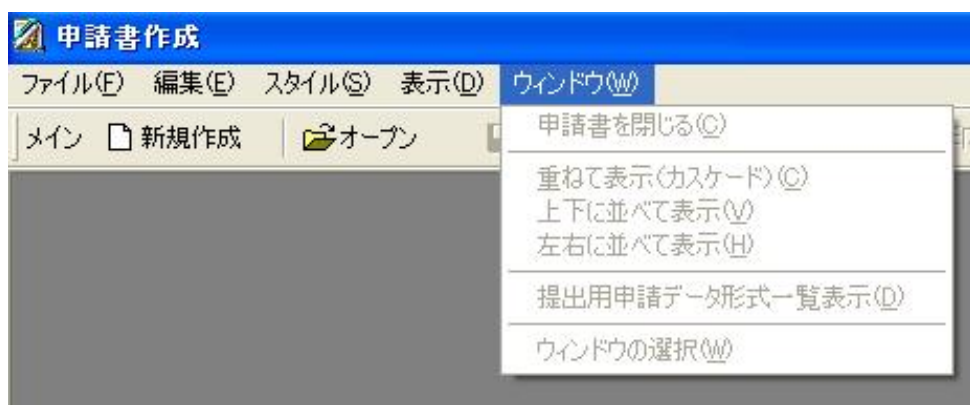 申請書作成
ファイル(F) 編集(E) スタイル(S) 表示(D) ウィンドウ(W)
メイン 新規作成 オープン
申請書を閉じる(C)
重ねて表示(カスケード)(C)
上下に並べて表示(V)
左右に並べて表示(H)
提出用申請データ形式一覧表示(D)
ウィンドウの選択(W)